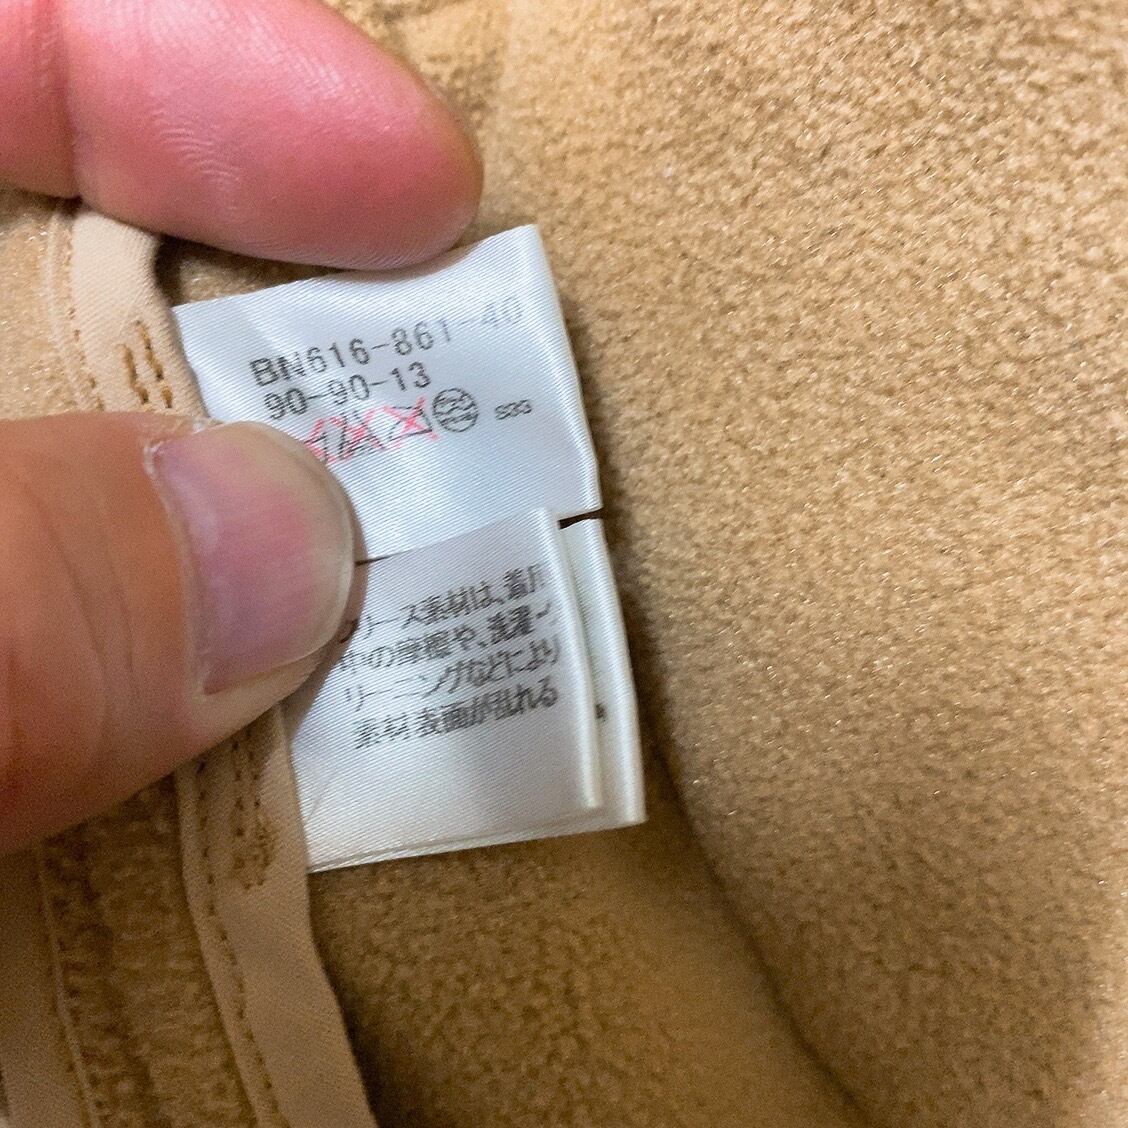 BN616-861-40
90-90-13
リース素材は、着用
中の摩擦や、洗濯・
リーニングなどにより
素材表面が乱れる